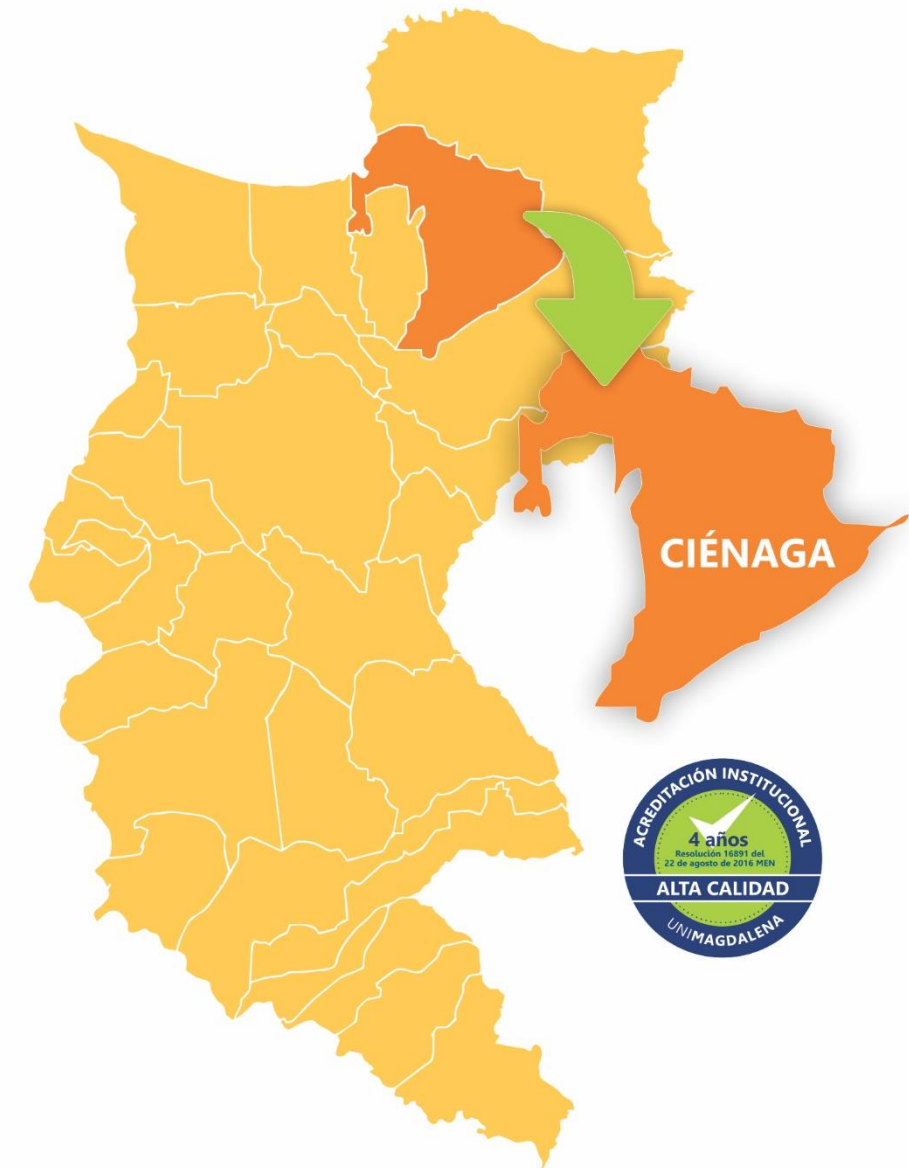 CIÉNAGA
ACREDITACIÓN INSTITUCIONAL
4 años
Resolución 16891 del
22 de agosto de 2016 MEN
ALTA CALIDAD
UNIMAGDALENA